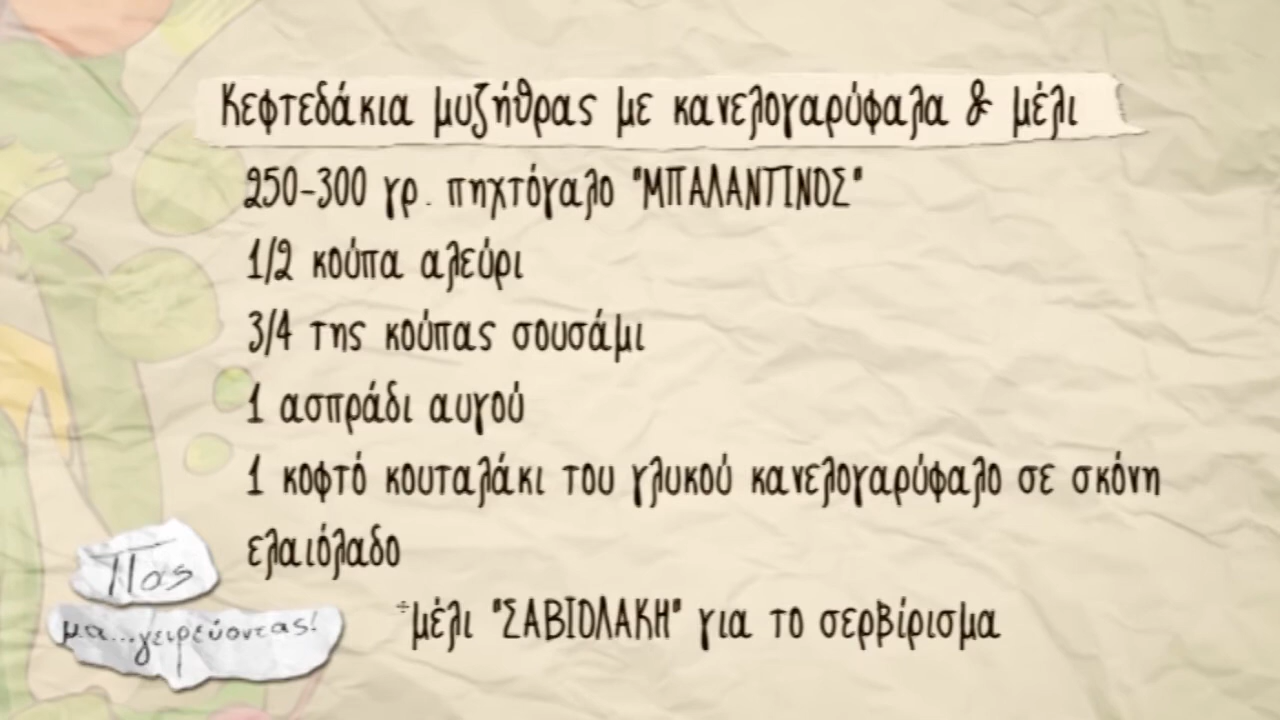 Κεφτεδάκια μυζήθρας με κανελογαρύφαλα & μέλι
250-300 γρ. πηχτόγαλο "ΜΠΑΛΑΝΤΙΝΟΣ"
1/2 κούπα αλεύρι
3/4 της κούπας σουσάμι
1 ασπράδι αυγού
1 κοφτό κουταλάκι του γλυκού κανελογαρύφαλο σε σκόνη
ελαιόλαδο
*μέλι "ΣΑΒΙΟΛΑΚΗ" για το σερβίρισμα
Πας
μα...γειρεύοντας!